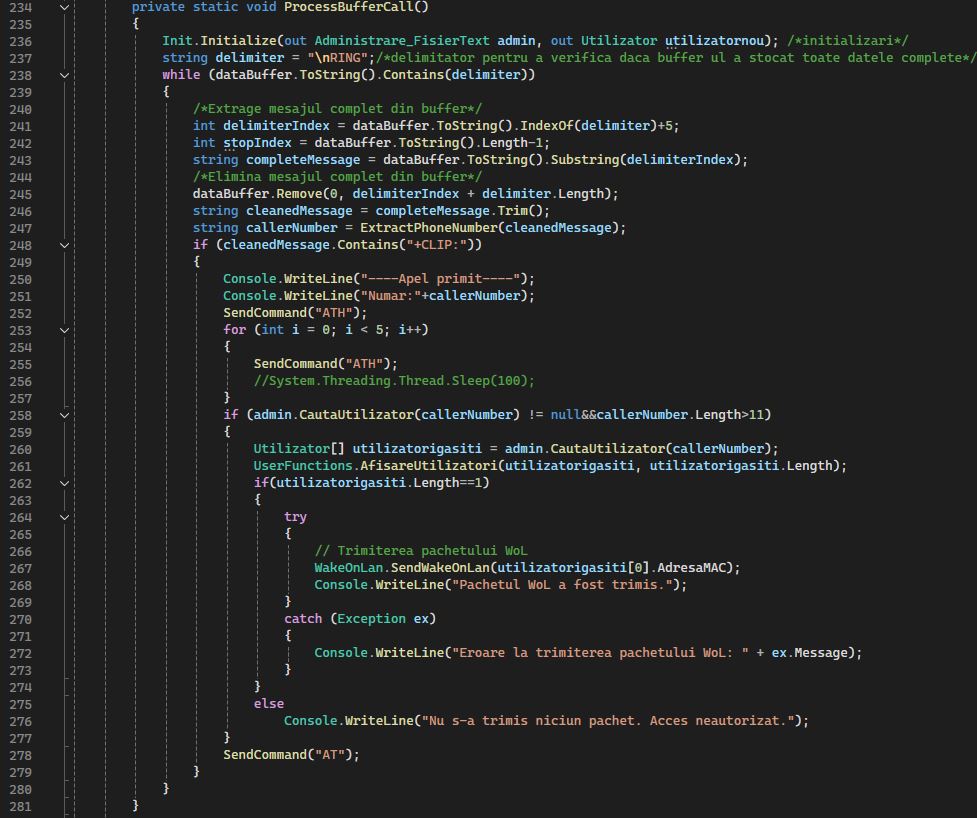 234 private static void ProcessBufferCall()
235 {
236 Init.Initialize(out Administrare_FisierText admin, out Utilizator utilizatornou); /*initializari*/
237 string delimiter = "\nRING";/*delimitator pentru a verifica daca buffer ul a stocat toate datele complete*/
238 while (dataBuffer.ToString().Contains(delimiter))
239 {
240 /*Extrage mesajul complet din buffer*/
241 int delimiterIndex = dataBuffer.ToString().IndexOf(delimiter)+5;
242 int stopIndex = dataBuffer.ToString().Length-1;
243 string completeMessage = dataBuffer.ToString().Substring(delimiterIndex);
244 /*Elimina mesajul complet din buffer*/
245 dataBuffer.Remove(0, delimiterIndex + delimiter.Length);
246 string cleanedMessage = completeMessage.Trim();
247 string callerNumber = ExtractPhoneNumber(cleanedMessage);
248 if (cleanedMessage.Contains("+CLIP:"))
249 {
250 Console.WriteLine("----Apel primit----");
251 Console.WriteLine("Numar:"+callerNumber);
252 SendCommand("ATH");
253 for (int i = 0; i < 5; i++)
254 {
255 SendCommand("ATH");
256 //System.Threading.Thread.Sleep(100);
257 }
258 if (admin.CautaUtilizator(callerNumber) != null&&callerNumber.Length>11)
259 {
260 Utilizator[] utilizatorigasiti = admin.CautaUtilizator(callerNumber);
261 UserFunctions.AfisareUtilizatori(utilizatorigasiti, utilizatorigasiti.Length);
262 if(utilizatorigasiti.Length==1)
263 {
264 try
265 {
266 // Trimiterea pachetului WoL
267 WakeOnLan.SendWakeOnLan(utilizatorigasiti[0].AdresaMAC);
268 Console.WriteLine("Pachetul WoL a fost trimis.");
269 }
270 catch (Exception ex)
271 {
272 Console.WriteLine("Eroare la trimiterea pachetului WoL: " + ex.Message);
273 }
274 }
275 else
276 Console.WriteLine("Nu s-a trimis niciun pachet. Acces neautorizat.");
277 }
278 SendCommand("AT");
279 }
280 }
281 }